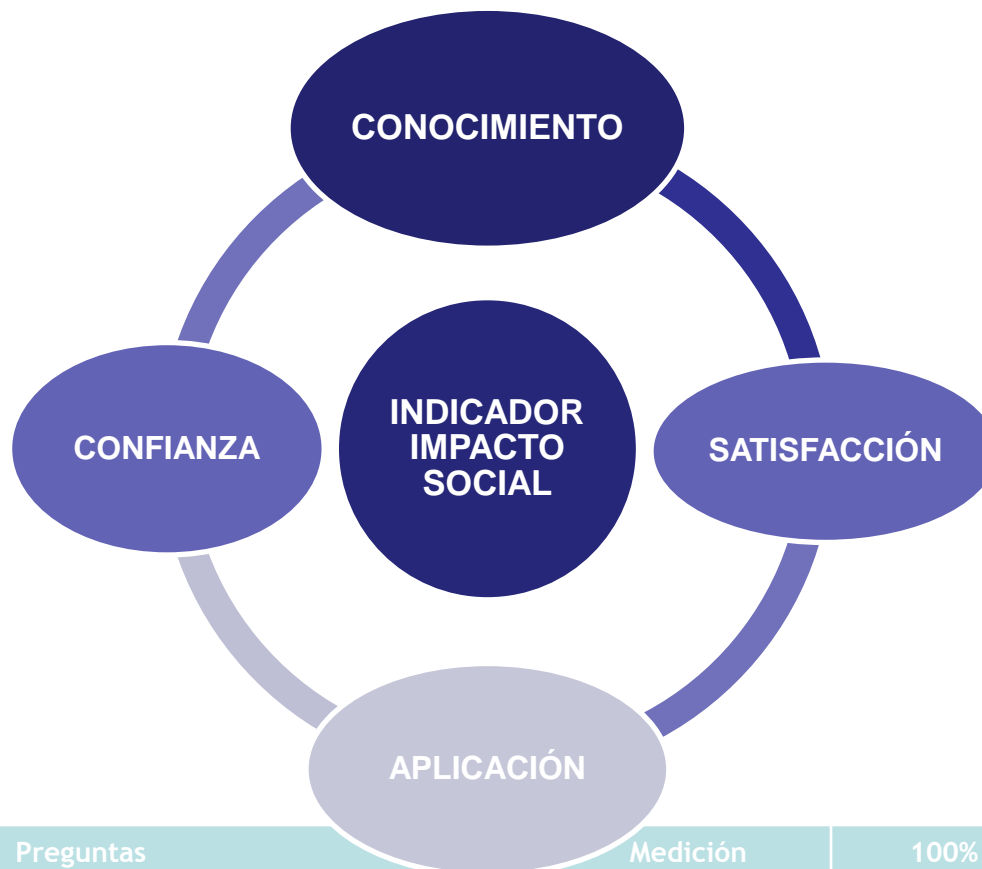 CONOCIMIENTO
CONFIANZA
INDICADOR
IMPACTO
SOCIAL
SATISFACCIÓN
APLICACIÓN
Preguntas Medición 100%